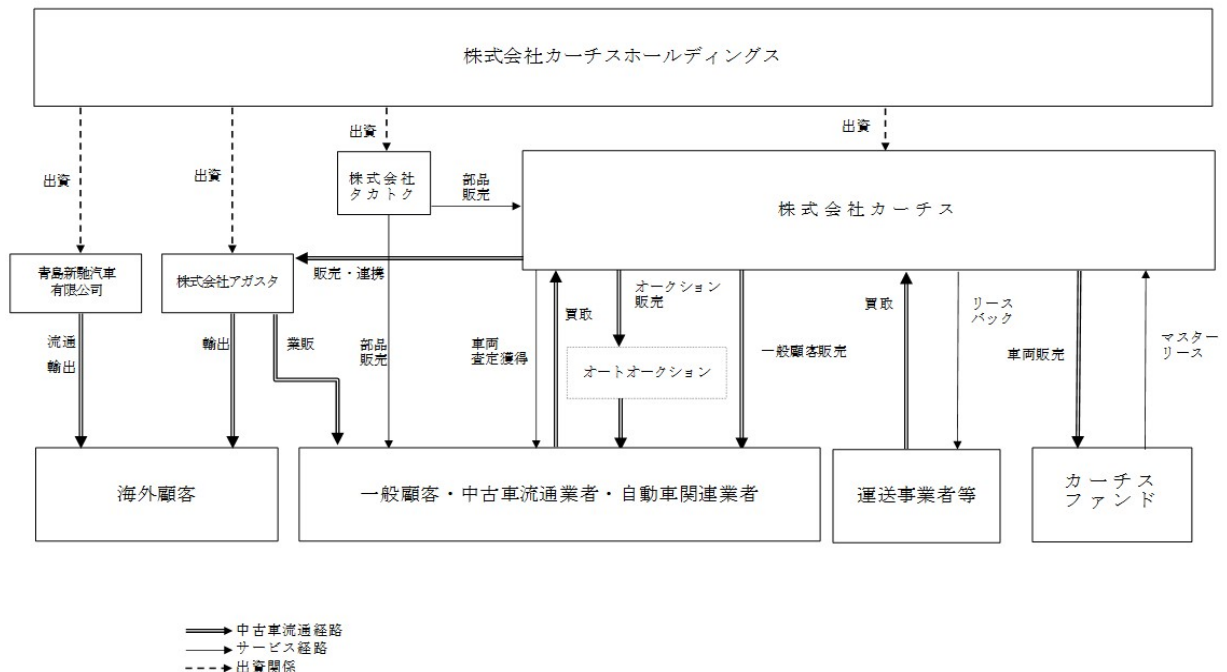 株式会社カーチスホールディングス
出資
出資
出資
出資
株式会社
タカトク
部品
販売
株式会社カーチス
青島新馳汽車
有限公司
株式会社アガスタ
販売・連携
流通
輸出
輸出
業販
部品
販売
車両
査定獲得
買取
オークション
販売
オートオークション
一般顧客販売
買取
リース
バック
車両販売
マスター
リース
海外顧客
一般顧客・中古車流通業者・自動車関連業者
運送事業者等
カーチス
ファンド
中古車流通経路
サービス経路
出資関係